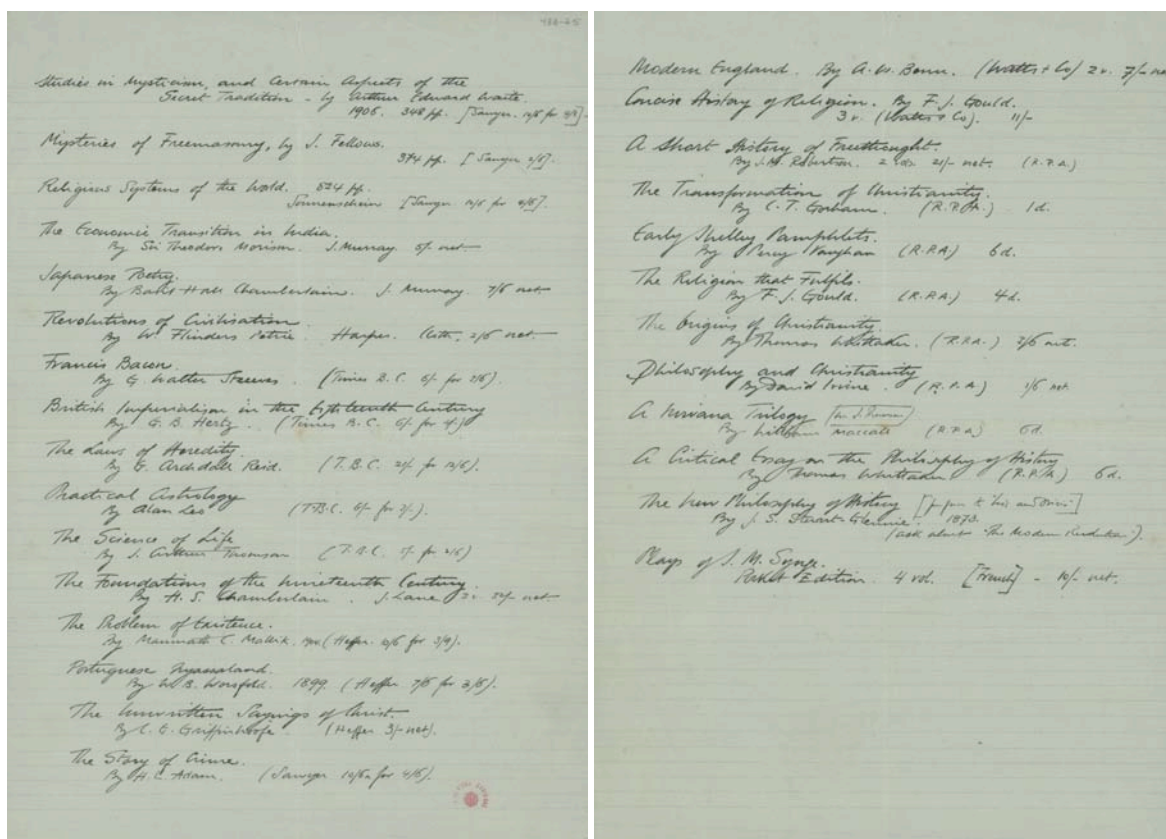 Studies in Mysticism, and Certain Aspects of the
Secret Tradition - by Arthur Edward Waite.
1906. 348 pp. [Sawyer.
Mysteries of Freemasonry, by J. Fellows.
374 pp. [Sawyer 2/6].
Religious Systems of the World. 824 pp.
Sonnenschein [Sawyer 10/6 for 4/6].
The Economic Transition in India.
By Sir Theodore Morison. J. Murray 5/- net
Japanese Poetry.
By Basil Hall Chamberlain. J. Murray. 7/6 net.
Revolutions of Civilisation.
By W Flinders Petrie. Harper. Cloth, 2/6 net.
Francis Bacon.
By G. Walter Steeves. (Times B.C. 6/- for 2/6).
British Imperialism in the Eighteenth Century
By G. B. Hertz. (Times B.C. 6/- for
The Laws of Heredity.
By G. Archdall Reid. (T.B.C. 21/- for 12/6).
Practical Astrology
By Alan Leo (T.B.C. 6/- for
The Science of Life
By J. Arthur Thomson (T.B.C. for 2/6)
The Foundations of the Nineteenth Century.
By H. S. Chamberlain. J. Lane net.
The Problem of Existence.
By Manmath C. Mallik. 1904 (Heffer 10/6 for 3/9).
Portuguese Nyassaland.
By W. B. Worsfold. 1899. (Heffer 7/6 for 3/6).
The Unwritten Sayings of Christ.
By C. G. Griffinhoofe. (Heffer 3/- net).
The Story of Crime.
By H. L. Adam. (Sawyer 10/6 for 4/6).
Modern England. By A. W. Benn. (Watts & Co) 2 v. 7/- net
Concise History of Religion. By F. J. Gould.
3 v. (Watts & Co). 11/-
A Short History of Freethought.
By J. M. Robertson. 2 vols. 21/- net. (R.P.A.)
The Transformation of Christianity.
By C. T. Gorham. (R.P.A.) 1d.
Early Shelley Pamphlets.
By Percy Vaughan (R.P.A.) 6d.
The Religion that Fulfils.
By F. J. Gould. (R.P.A.) 4d.
The Origins of Christianity.
By Thomas Whittaker. (R.P.A.) 3/6 net.
Philosophy and Christianity
By David Irvine. (R.P.A.) 1/6 net
A Nirvana Trilogy
By William Maccall (R.P.A.) 6d.
A Critical Essay on the Philosophy of History
By Thomas Whittaker (R.P.A.) 6d.
The New Philosophy of History
By J. S. Stuart-Glennie. 1873.
(ask about "The Modern Revolution").
Plays of J. M. Synge.
Pocket Edition. 4 vol. [French] - 10/- net.